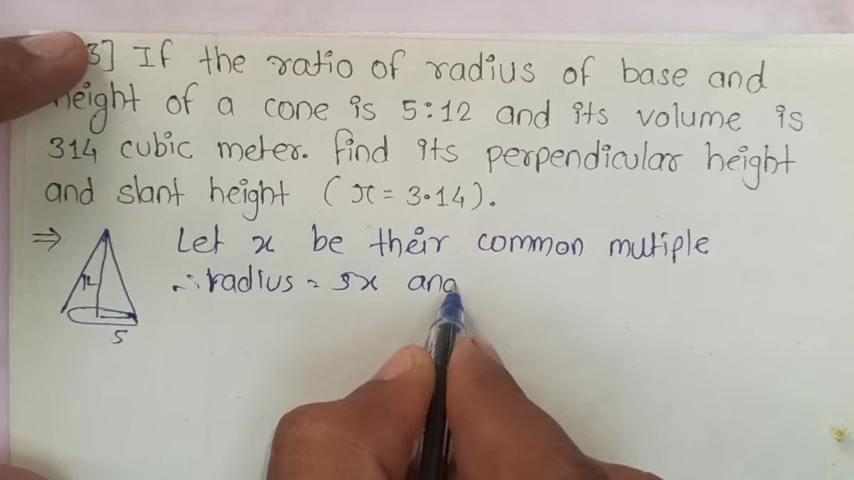 3] If the ratio of radius of base and
height of a cone is 5:12 and its volume is
314 cubic meter. find its perpendicular height
and slant height (π = 3.14).
⇒ Let x be their common mutiple
∴ radius = 5x and
12
5